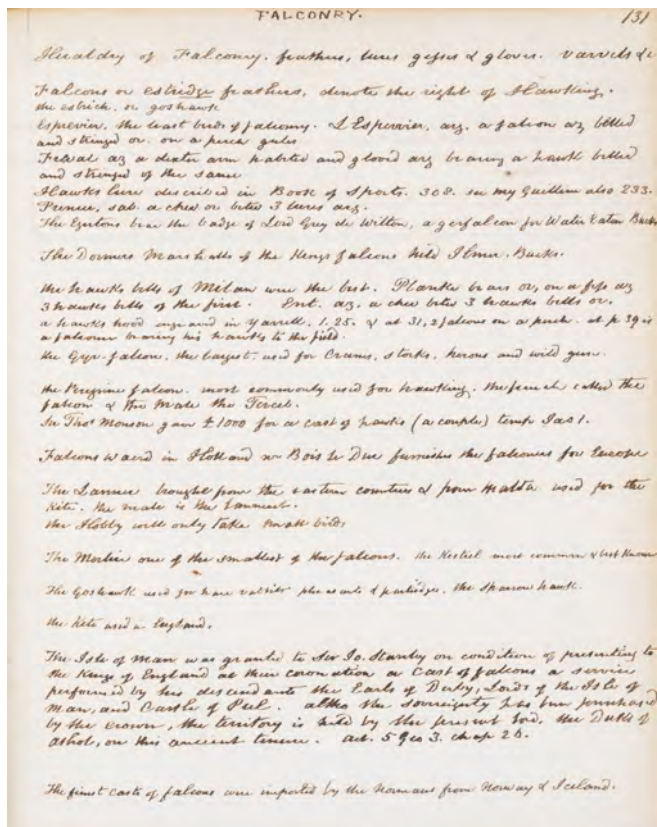 FALCONRY.
131
Heraldry of Falconry. feathers, lures gesses & gloves. varvels &c
Falcons or estridge feathers, denote the right of Hawking.
the estrich, or goshawk
Esprevier, the least birds of falconry. L'Espervier, arg. a falcon az belled
and stringed or. on a perch gules
Fewal az a dexter arm habited and gloved arg bearing a hawk belled
and stringed of the same
Hawks lure described in Book of Sports. 308. see my Guillim also 233.
sab. a chev or betw 3 lures arg.
The Egertons bear the badge of Lord Grey de Wilton, a gerfalcon for Water Eaton Bucks
The Dormers Marshalls of the Kings falcons held Ilmer. Bucks.
the hawks bells of Milan were the best. Planke bears or, on a fess az
3 hawks bells of the first. Ent. az. a chev betw 3 hawks bells or.
a hawks hood engraved in Yarrell, 1.25. & at 31, 2 falcons on a perch. at p 39 is
a falconer bearing his hawks to the field.
the Gyr-falcon, the largest, used for Cranes, storks, herons and wild geese.
the Peregrine falcon. most commonly used for hawking. the female called the
falcon & the Male the Tercel.
Sir Thos Monson gave £1000 for a cast of hawks (a couple) temp Jas 1.
Falcons waerd in Holland nr Bois le Duc furnishes the falconers for Europe
The Lanner brought from the eastern countries & from Malta used for the
Kite. the male is the Lanneret.
the Hobby will only take small birds
The Merlin one of the smallest of the falcons. the Kestrel most common & best known
The Goshawk used for hare rabbits pheasants & partridges. the Sparrow hawk.
the Kite used in England.
The Isle of Man was granted to Sir Jo. Stanley on condition of presenting to
the Kings of England at their coronation a Cast of falcons a service
performed by his descendants the Earls of Derby, Lords of the Isle of
Man, and Castle of Peel. altho the sovereignty has been purchased
by the crown, the territory is held by the present lord, the Duke of
athol, on this ancient tenure. act. 5 Geo 3. chap 26.
The finest casts of falcons were imported by the Normans from Norway & Iceland.